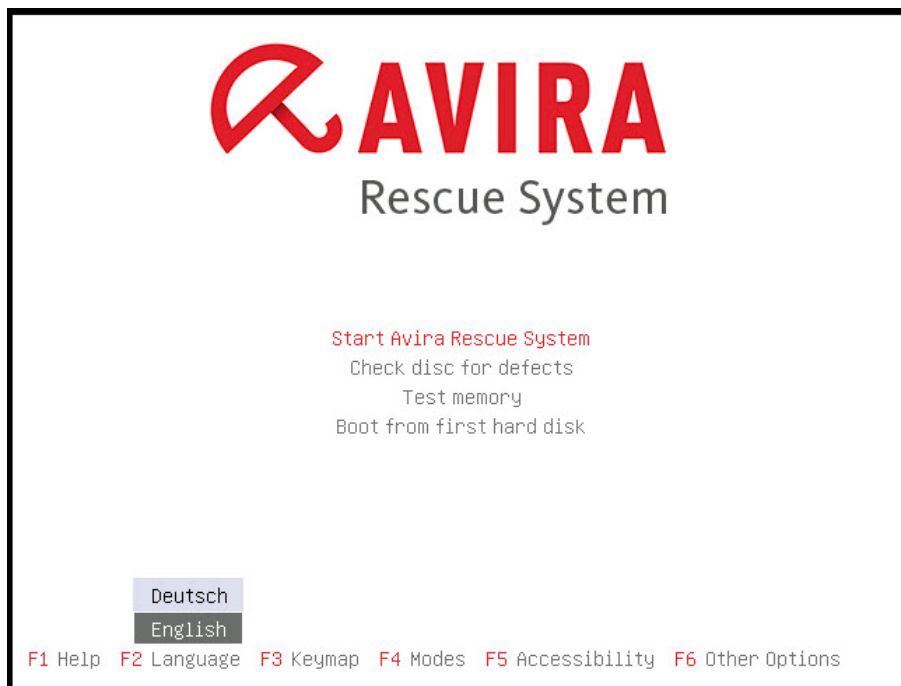 AVIRA
Rescue System
Start Avira Rescue System
Check disc for defects
Test memory
Boot from first hard disk
Deutsch
English
F1 Help F2 Language F3 Keymap F4 Modes F5 Accessibility F6 Other Options